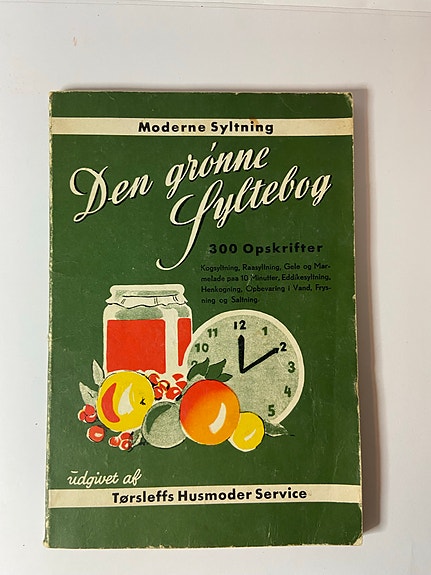 Moderne Syltning
Den grønne
Syltebog
300 Opskrifter
Kogsyltning, Raasyltning, Gele og Mar-
melade paa 10 Minutter, Eddikesyltning,
Henkogning, Opbevaring i Vand, Frys-
ning og Saltning.
12
1
11
2
10
3
4
5
udgivet af
Tørsleffs Husmoder Service